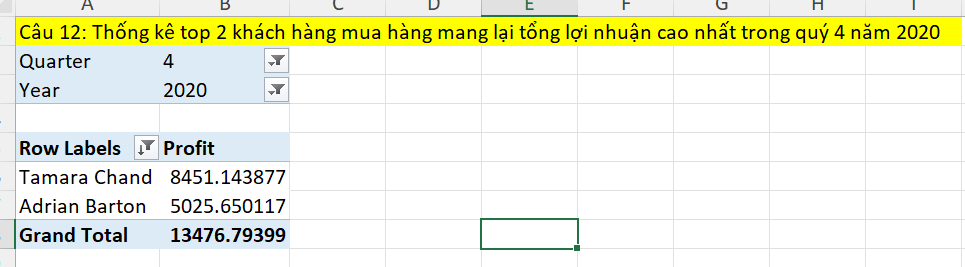 A B C D E F G H I
Câu 12: Thống kê top 2 khách hàng mua hàng mang lại tổng lợi nhuận cao nhất trong quý 4 năm 2020
Quarter 4
Year 2020
Row Labels Profit
Tamara Chand 8451.143877
Adrian Barton 5025.650117
Grand Total 13476.79399